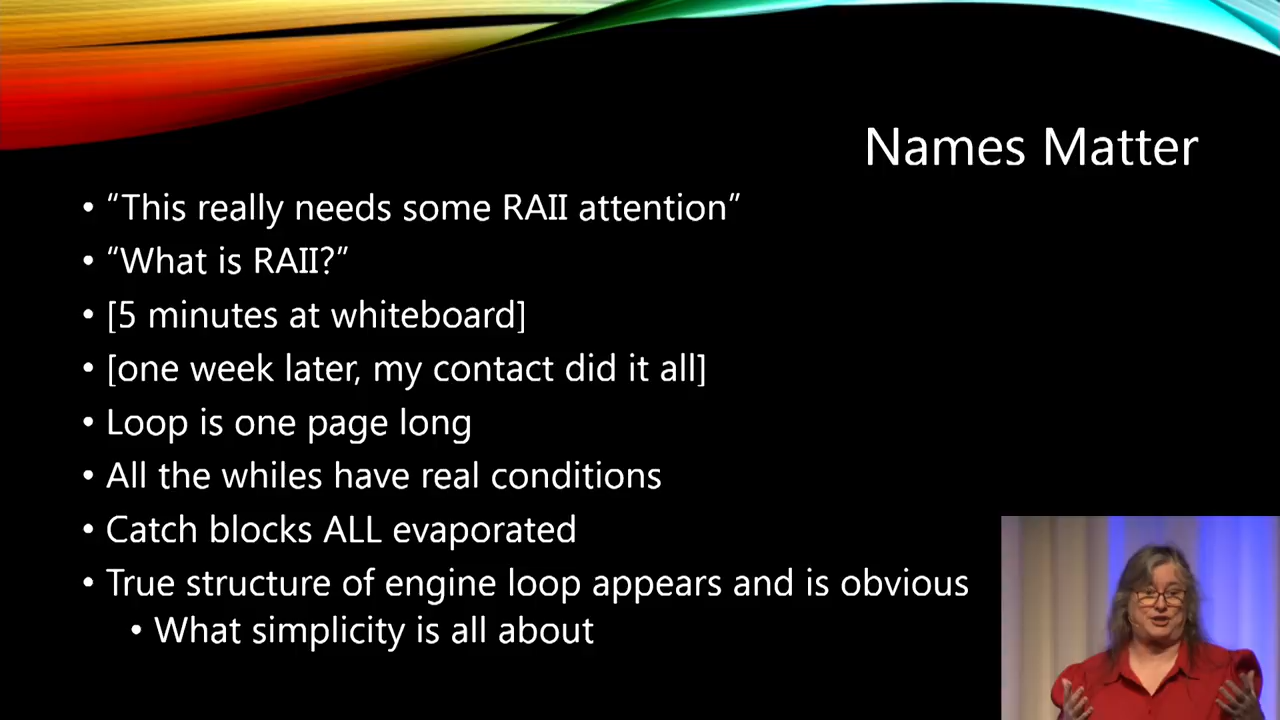 Names Matter
• “This really needs some RAII attention”
• “What is RAII?”
• [5 minutes at whiteboard]
• [one week later, my contact did it all]
• Loop is one page long
• All the whiles have real conditions
• Catch blocks ALL evaporated
• True structure of engine loop appears and is obvious
• What simplicity is all about